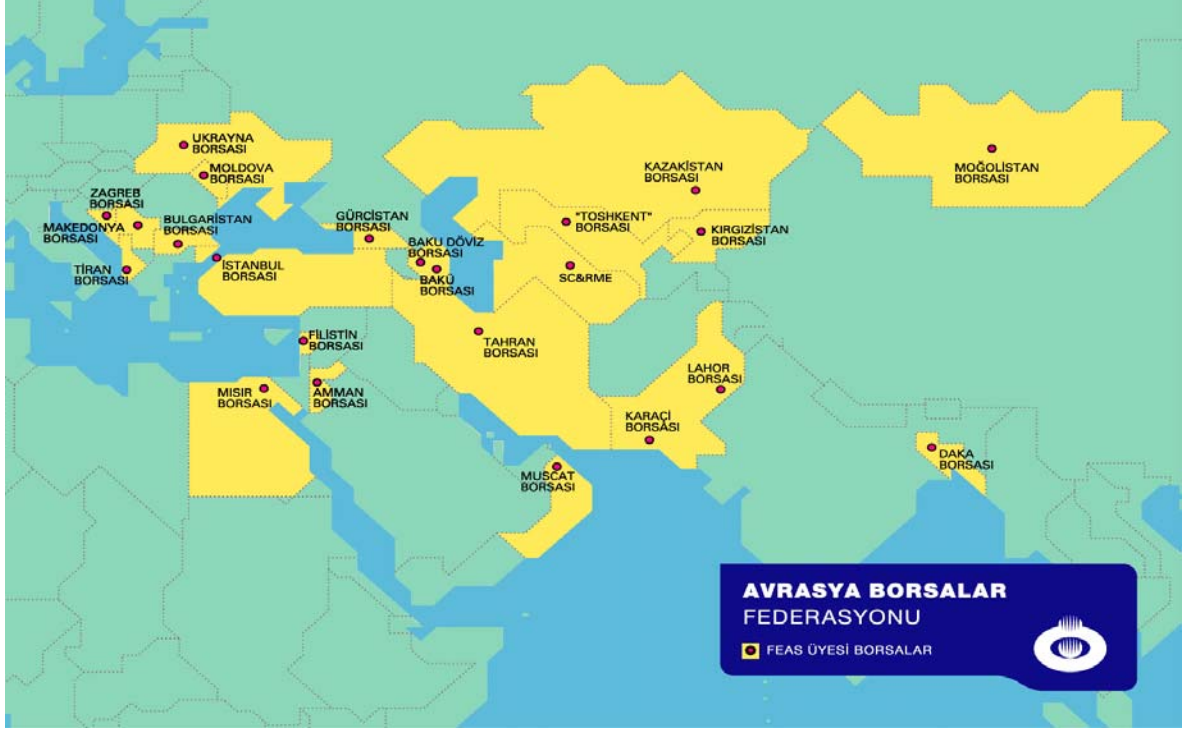 UKRAYNA
BORSASI
MOLDOVA
BORSASI
ZAGREB
BORSASI
MAKEDONYA
BORSASI
BULGARİSTAN
BORSASI
TİRAN
BORSASI
İSTANBUL
BORSASI
GÜRCİSTAN
BORSASI
BAKU DÖVİZ
BORSASI
BAKÜ
BORSASI
KAZAKİSTAN
BORSASI
"TOSHKENT"
BORSASI
KIRGIZİSTAN
BORSASI
SC&RME
MOĞOLİSTAN
BORSASI
FİLİSTİN
BORSASI
MISIR
BORSASI
AMMAN
BORSASI
TAHRAN
BORSASI
LAHOR
BORSASI
KARAÇİ
BORSASI
MUSCAT
BORSASI
DAKA
BORSASI
AVRASYA BORSALAR
FEDERASYONU
FEAS ÜYESİ BORSALAR